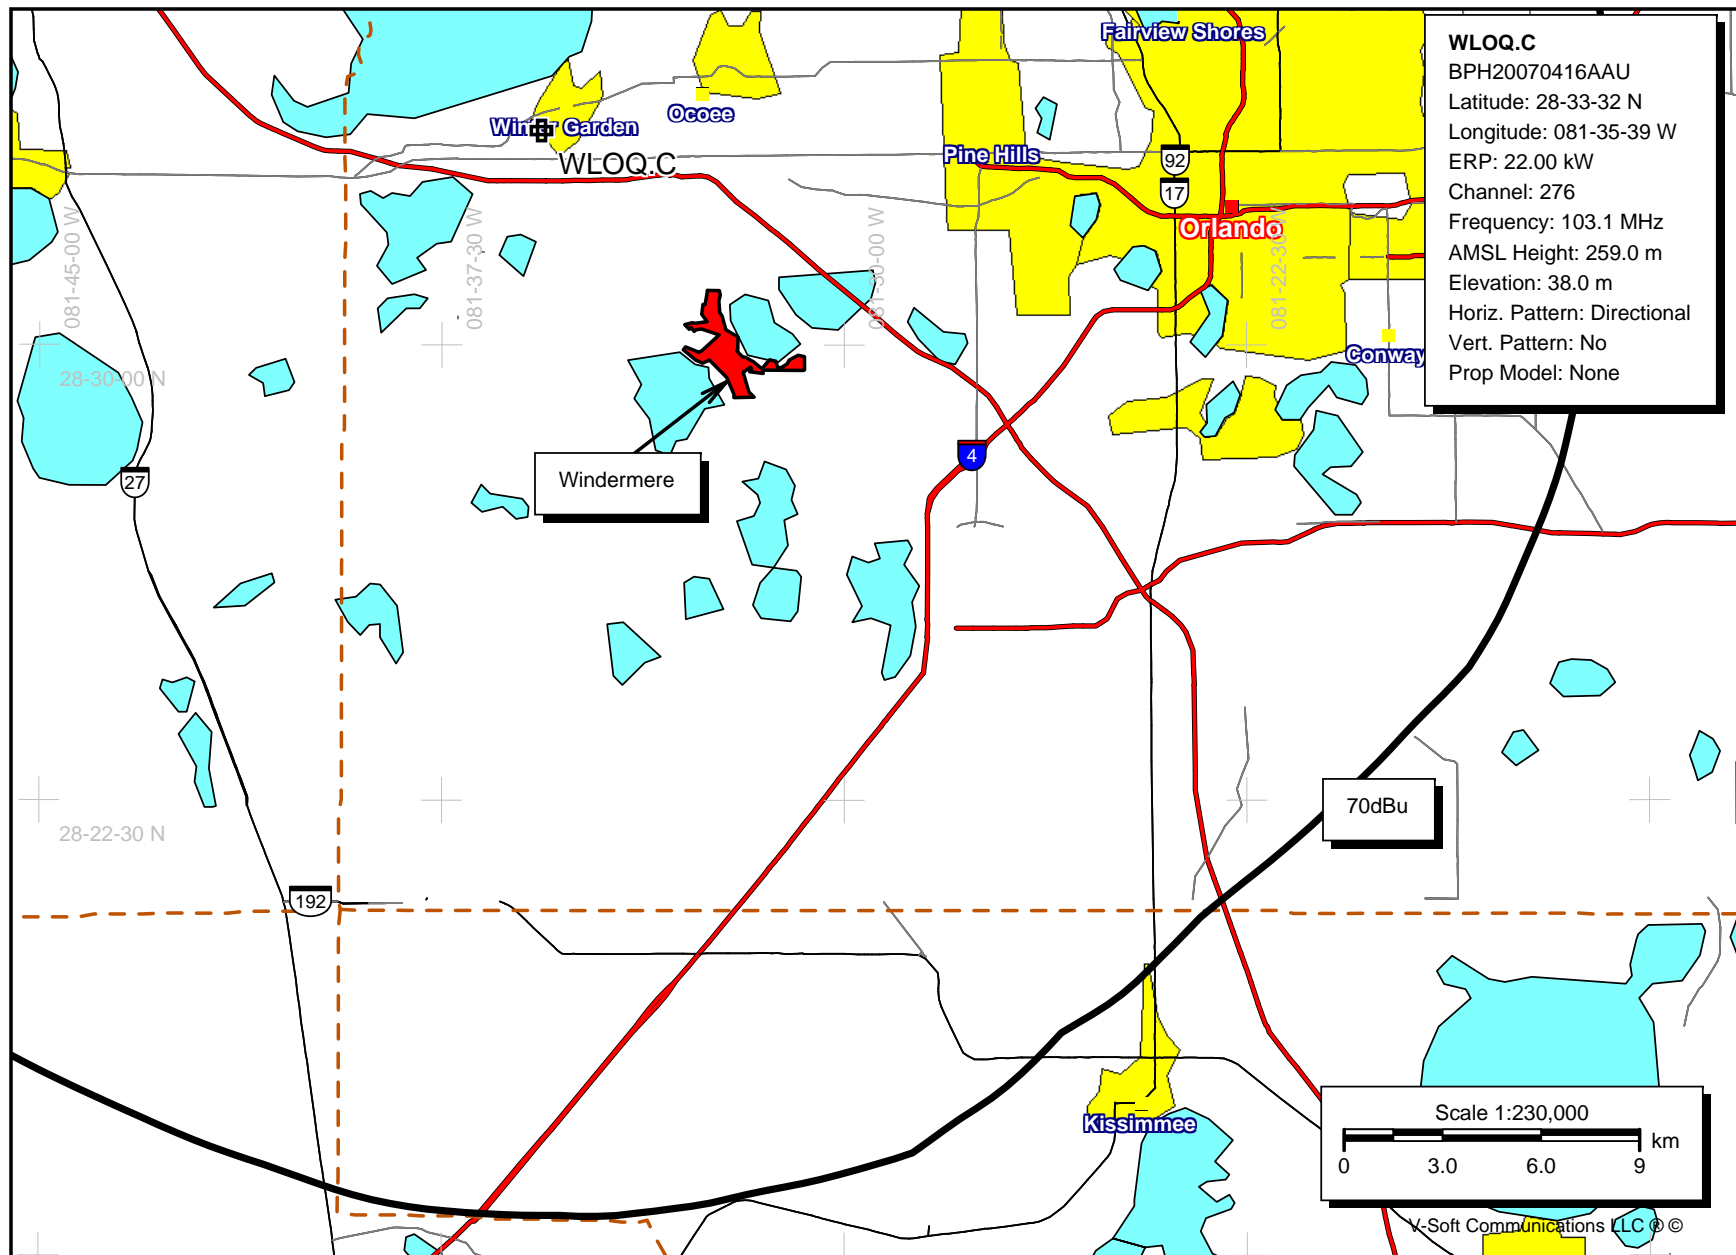 Fairview Shores
WLOQ.C
BPH20070416AAU
Latitude: 28-33-32 N
Longitude: 081-35-39 W
ERP: 22.00 kW
Channel: 276
Frequency: 103.1 MHz
AMSL Height: 259.0 m
Elevation: 38.0 m
Horiz. Pattern: Directional
Vert. Pattern: No
Prop Model: None
Ocoee
Winter Garden
WLOQ.C
Pine Hills
92
17
Orlando
081-45-00 W
081-37-30 W
081-30-00 W
081-22-30 W
Conway
28-30-00 N
4
27
Windermere
70dBu
28-22-30 N
192
Kissimmee
Scale 1:230,000
km
0 3.0 6.0 9
V-Soft Communications LLC ® ©